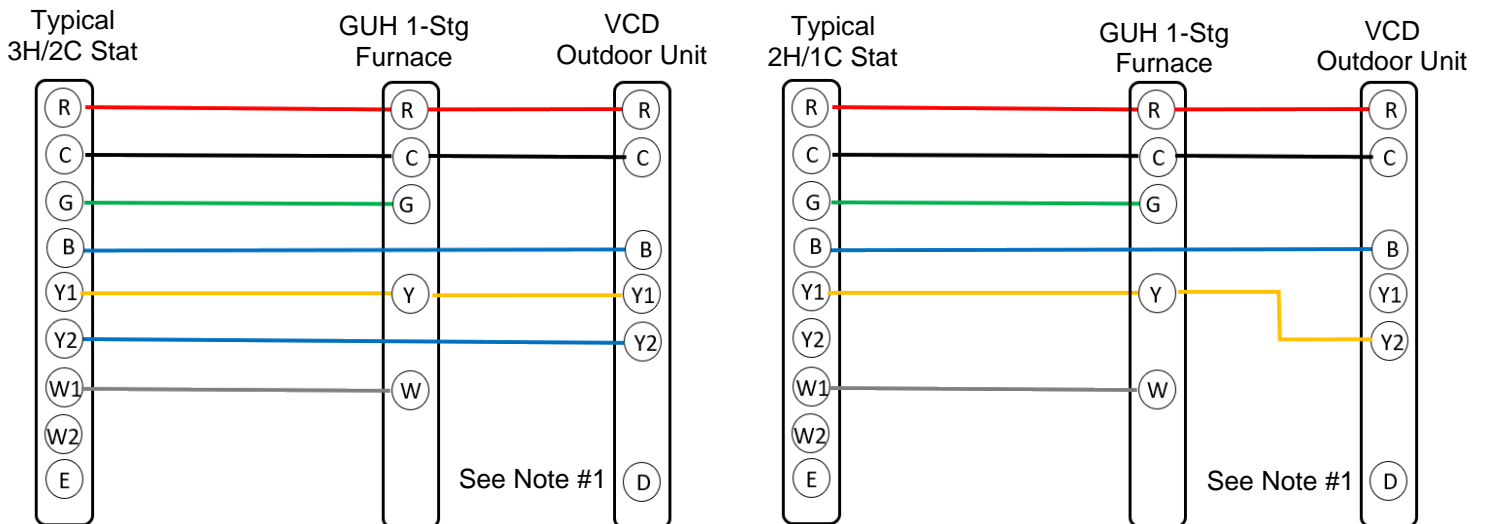 Typical
3H/2C Stat
GUH 1-Stg
Furnace
VCD
Outdoor Unit
R
C
G
B
Y1
Y2
W1
W2
E
R
C
G
Y
W
R
C
B
Y1
Y2
See Note #1
D
Typical
2H/1C Stat
GUH 1-Stg
Furnace
VCD
Outdoor Unit
R
C
G
B
Y1
Y2
W1
W2
E
R
C
G
Y
W
R
C
B
Y1
Y2
See Note #1
D